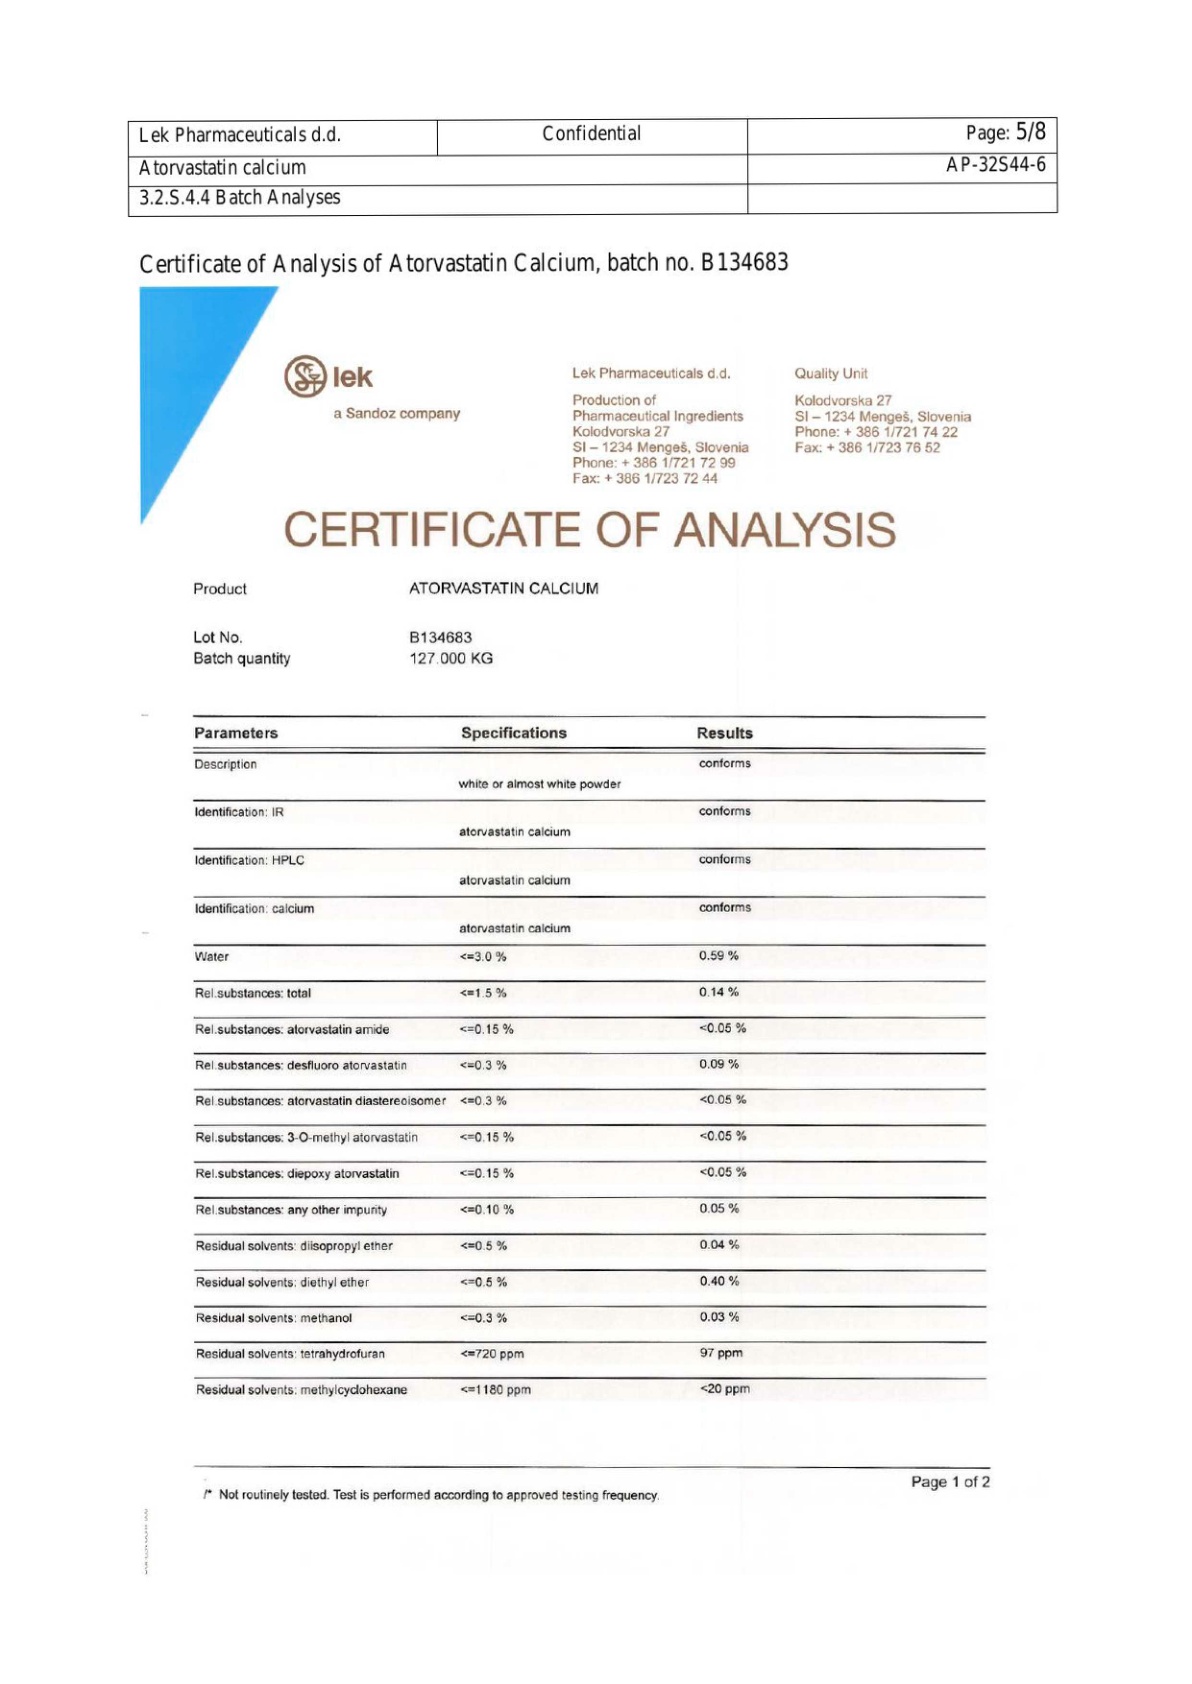 Lek Pharmaceuticals d.d. Confidential Page: 5/8
Atorvastatin calcium AP-32S44-6
3.2.S.4.4 Batch Analyses
Certificate of Analysis of Atorvastatin Calcium, batch no. B134683
lek
a Sandoz company
Lek Pharmaceuticals d.d.
Production of
Pharmaceutical Ingredients
Kolodvorska 27
SI – 1234 Mengeš, Slovenia
Phone: + 386 1/721 72 99
Fax: + 386 1/723 72 44
Quality Unit
Kolodvorska 27
SI – 1234 Mengeš, Slovenia
Phone: + 386 1/721 74 22
Fax: + 386 1/723 76 52
CERTIFICATE OF ANALYSIS
Product ATORVASTATIN CALCIUM
Lot No. B134683
Batch quantity 127.000 KG
Parameters Specifications Results
Description conforms
white or almost white powder
Identification: IR conforms
atorvastatin calcium
Identification: HPLC conforms
atorvastatin calcium
Identification: calcium conforms
atorvastatin calcium
Water <=3.0 % 0.59 %
Rel.substances: total <=1.5 % 0.14 %
Rel.substances: atorvastatin amide <=0.15 % <0.05 %
Rel.substances: desfluoro atorvastatin <=0.3 % 0.09 %
Rel.substances: atorvastatin diastereoisomer <=0.3 % <0.05 %
Rel.substances: 3-O-methyl atorvastatin <=0.15 % <0.05 %
Rel.substances: diepoxy atorvastatin <=0.15 % <0.05 %
Rel.substances: any other impurity <=0.10 % 0.05 %
Residual solvents: diisopropyl ether <=0.5 % 0.04 %
Residual solvents: diethyl ether <=0.5 % 0.40 %
Residual solvents: methanol <=0.3 % 0.03 %
Residual solvents: tetrahydrofuran <=720 ppm 97 ppm
Residual solvents: methylcyclohexane <=1180 ppm <20 ppm
Page 1 of 2
/* Not routinely tested. Test is performed according to approved testing frequency.